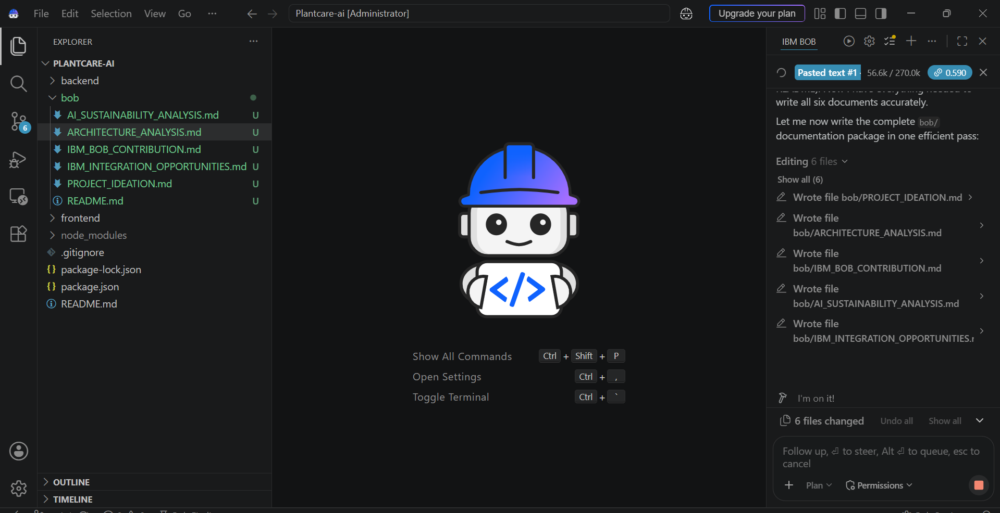 File Edit Selection View Go
Plantcare-ai [Administrator]
Upgrade your plan
EXPLORER
PLANTCARE-AI
backend
bob
AI_SUSTAINABILITY_ANALYSIS.md U
ARCHITECTURE_ANALYSIS.md U
IBM_BOB_CONTRIBUTION.md U
IBM_INTEGRATION_OPPORTUNITIES.md U
PROJECT_IDEATION.md U
README.md U
frontend
node_modules
.gitignore
package-lock.json
package.json
README.md
6
OUTLINE
TIMELINE
</>
Show All Commands Ctrl + Shift + P
Open Settings Ctrl + ,
Toggle Terminal Ctrl + `
IBM BOB
Pasted text #1 56.6k / 270.0k 0.590
write all six documents accurately.
Let me now write the complete bob/
documentation package in one efficient pass:
Editing 6 files
Show all (6)
Wrote file bob/PROJECT_IDEATION.md
Wrote file
bob/ARCHITECTURE_ANALYSIS.md
Wrote file
bob/IBM_BOB_CONTRIBUTION.md
Wrote file
bob/AI_SUSTAINABILITY_ANALYSIS.md
Wrote file
bob/IBM_INTEGRATION_OPPORTUNITIES.
I'm on it!
6 files changed Undo all Show all
Follow up, ⏎ to steer, Alt ⏎ to queue, esc to
cancel
Plan Permissions